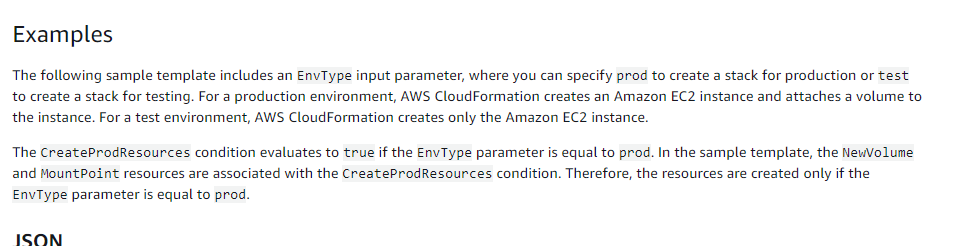 Examples
The following sample template includes an EnvType input parameter, where you can specify prod to create a stack for production or test
to create a stack for testing. For a production environment, AWS CloudFormation creates an Amazon EC2 instance and attaches a volume to
the instance. For a test environment, AWS CloudFormation creates only the Amazon EC2 instance.
The CreateProdResources condition evaluates to true if the EnvType parameter is equal to prod. In the sample template, the NewVolume
and MountPoint resources are associated with the CreateProdResources condition. Therefore, the resources are created only if the
EnvType parameter is equal to prod.
JSON